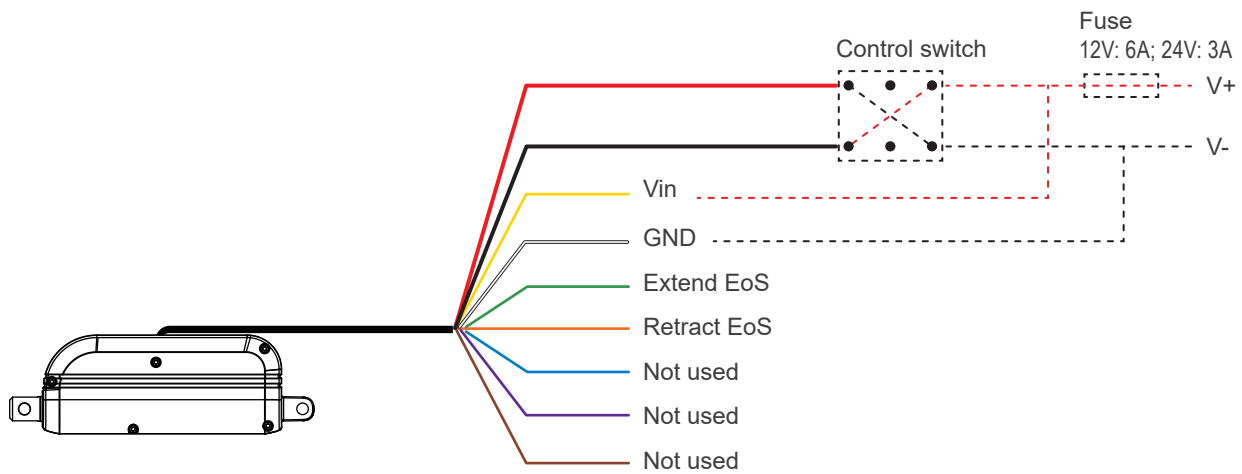 Fuse
12V: 6A; 24V: 3A
Control switch
V+
V-
Vin
GND
Extend EoS
Retract EoS
Not used
Not used
Not used